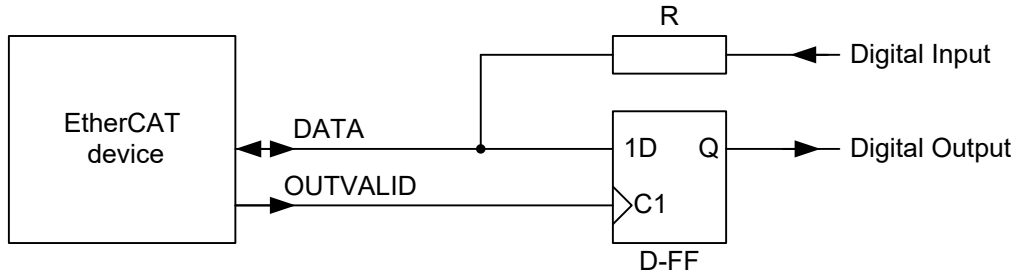 R
Digital Input
EtherCAT
device
DATA
1D
Q
Digital Output
OUTVALID
C1
D-FF